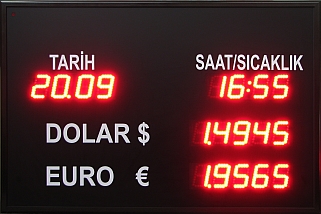 TARİH SAAT/SICAKLIK
20.09 16:55
DOLAR $ 1.4945
EURO € 1.9565